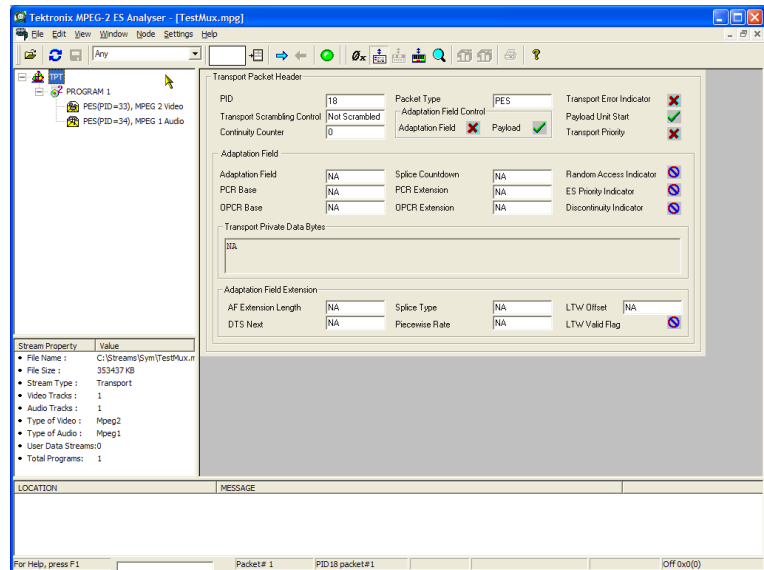 Tektronix MPEG-2 ES Analyser - [TestMux.mpg]
File Edit View Window Node Settings Help
Any
0x
TPT
PROGRAM 1
PES(PID=33), MPEG 2 Video
PES(PID=34), MPEG 1 Audio
Transport Packet Header
PID 18 Packet Type PES Transport Error Indicator
Transport Scrambling Control Not Scrambled Adaptation Field Control Payload Unit Start
Continuity Counter 0 Adaptation Field Payload Transport Priority
Adaptation Field
Adaptation Field NA Splice Countdown NA Random Access Indicator
PCR Base NA PCR Extension NA ES Priority Indicator
OPCR Base NA OPCR Extension NA Discontinuity Indicator
Transport Private Data Bytes
NA
Adaptation Field Extension
AF Extension Length NA Splice Type NA LTW Offset NA
DTS Next NA Piecewise Rate NA LTW Valid Flag
Stream Property Value
File Name : C:\Streams\Sym\TestMux.m
File Size : 353437 KB
Stream Type : Transport
Video Tracks : 1
Audio Tracks : 1
Type of Video : Mpeg2
Type of Audio : Mpeg1
User Data Streams:0
Total Programs: 1
LOCATION MESSAGE
For Help, press F1 Packet# 1 PID18 packet#1 Off 0x0(0)